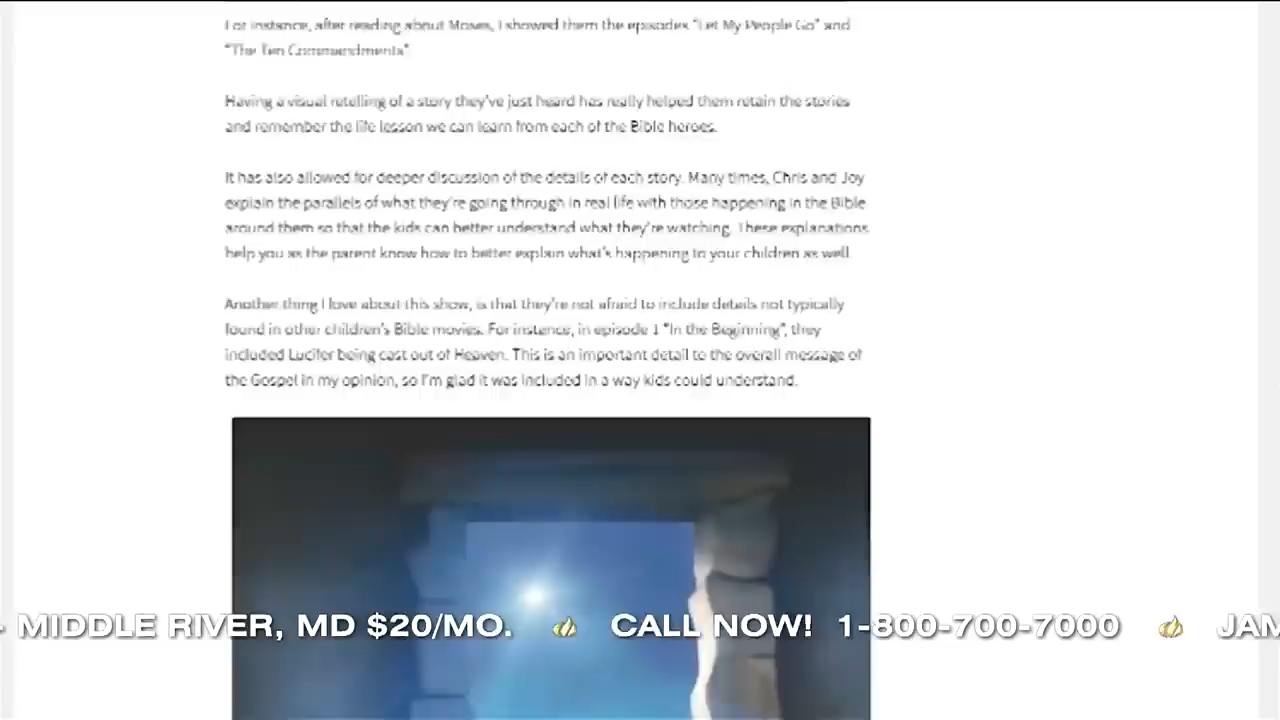 For instance, after reading about Moses, I showed them the episodes "Let My People Go" and
"The Ten Commandments".
Having a visual retelling of a story they've just heard has really helped them retain the stories
and remember the life lesson we can learn from each of the Bible heroes.
It has also allowed for deeper discussion of the details of each story. Many times, Chris and Joy
explain the parallels of what they're going through in real life with those happening in the Bible
around them so that the kids can better understand what they're watching. These explanations
help you as the parent know how to better explain what's happening to your children as well.
Another thing I love about this show, is that they're not afraid to include details not typically
found in other children's Bible movies. For instance, in episode 1 "In the Beginning", they
included Lucifer being cast out of Heaven. This is an important detail to the overall message of
the Gospel in my opinion, so I'm glad it was included in a way kids could understand.
- MIDDLE RIVER, MD $20/MO. CALL NOW! 1-800-700-7000 JAM